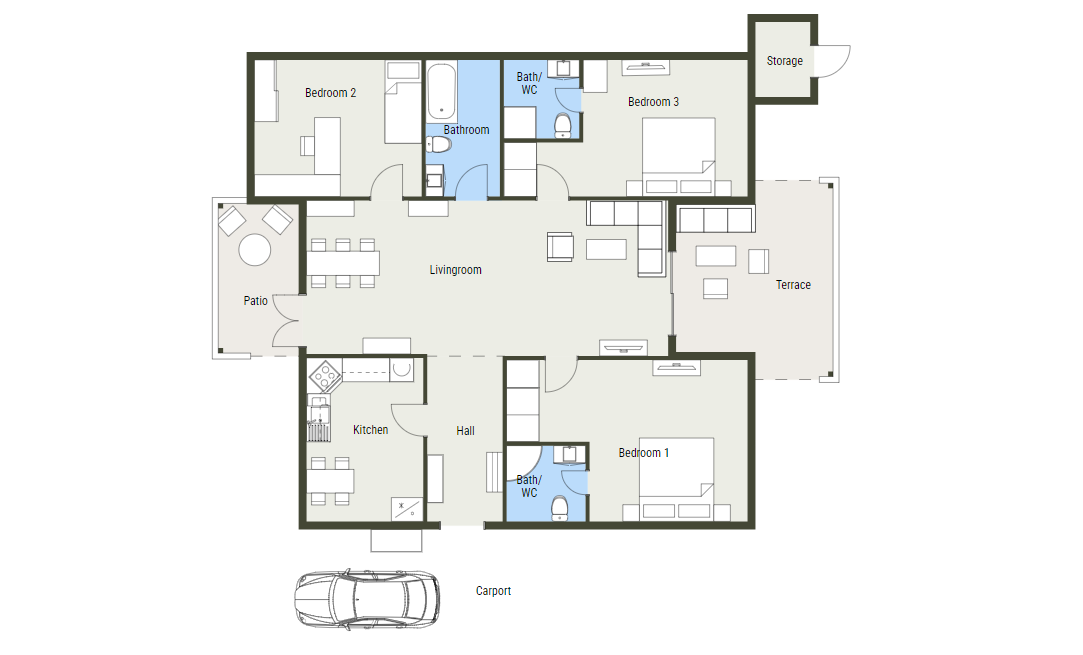 Storage
Bedroom 2
Bath/
WC
Bedroom 3
Bathroom
Livingroom
Patio
Terrace
Kitchen
Hall
Bedroom 1
Bath/
WC
Carport